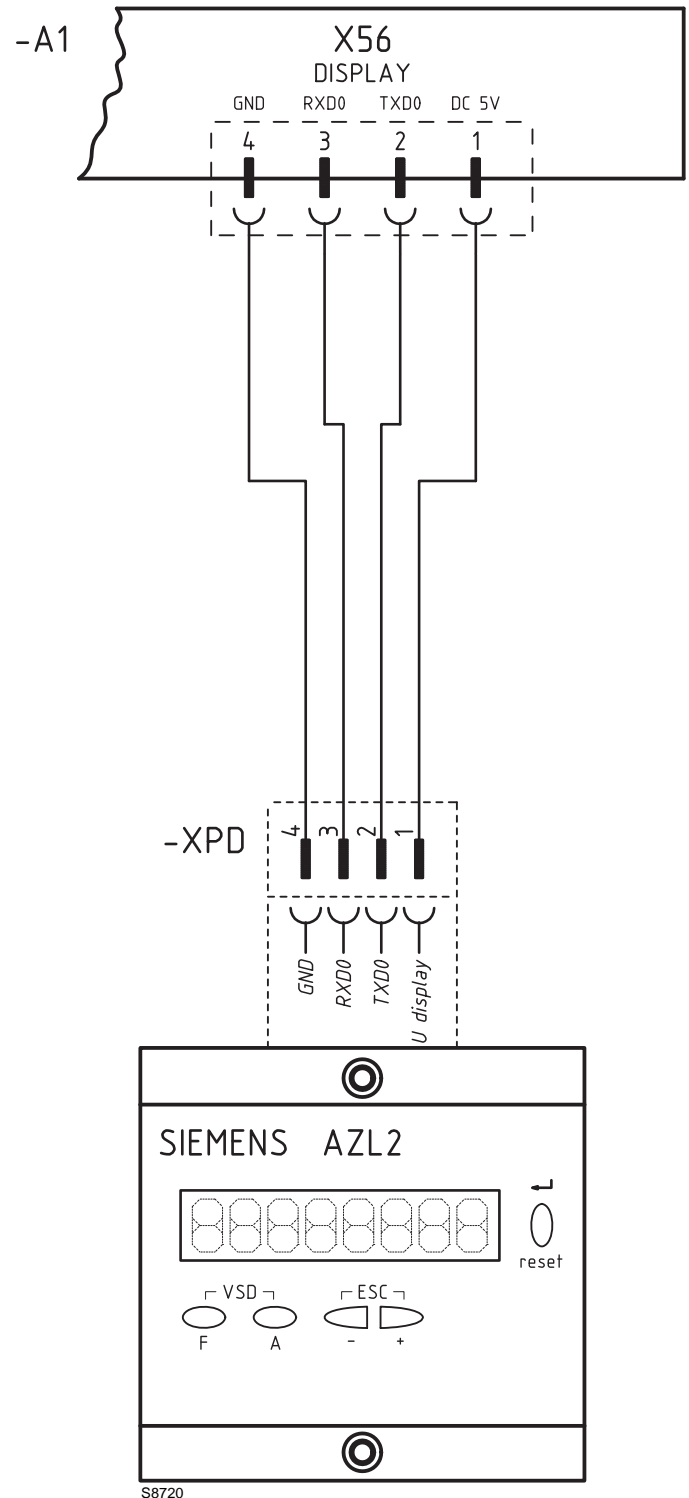 -A1
X56
DISPLAY
GND RXD0 TXD0 DC 5V
4 3 2 1
-XPD
4 3 2 1
GND RXD0 TXD0 U display
SIEMENS AZL2
reset
VSD ESC
F A - +
S8720